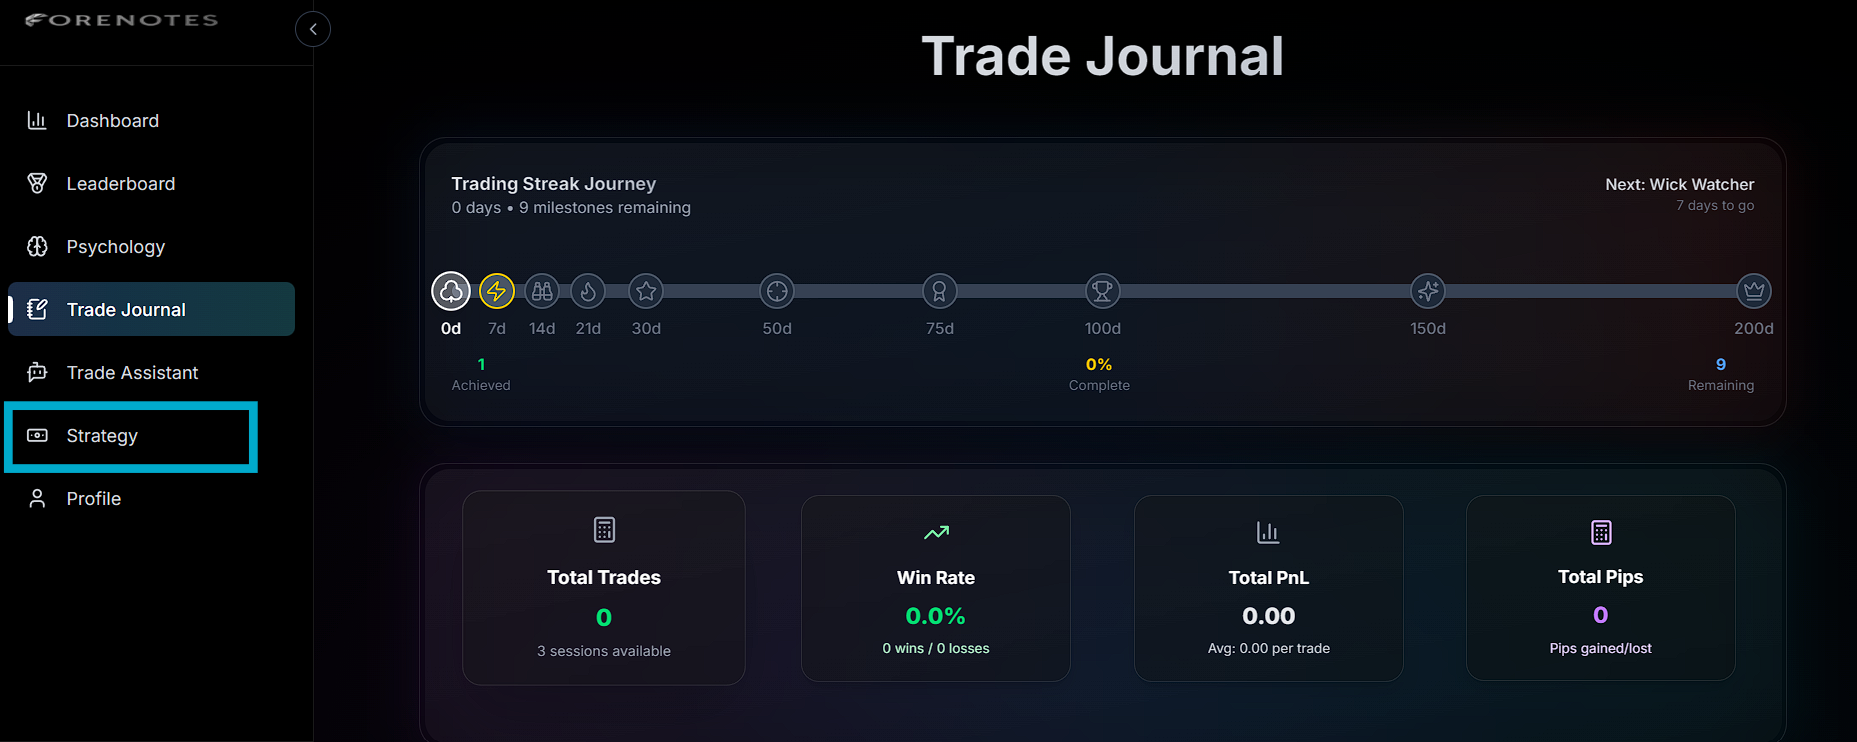 FORENOTES
Dashboard
Leaderboard
Psychology
Trade Journal
Trade Assistant
Strategy
Profile
Trade Journal
Trading Streak Journey
0 days • 9 milestones remaining
Next: Wick Watcher
7 days to go
0d 7d 14d 21d 30d 50d 75d 100d 150d 200d
1
Achieved
0%
Complete
9
Remaining
Total Trades
0
3 sessions available
Win Rate
0.0%
0 wins / 0 losses
Total PnL
0.00
Avg: 0.00 per trade
Total Pips
0
Pips gained/lost